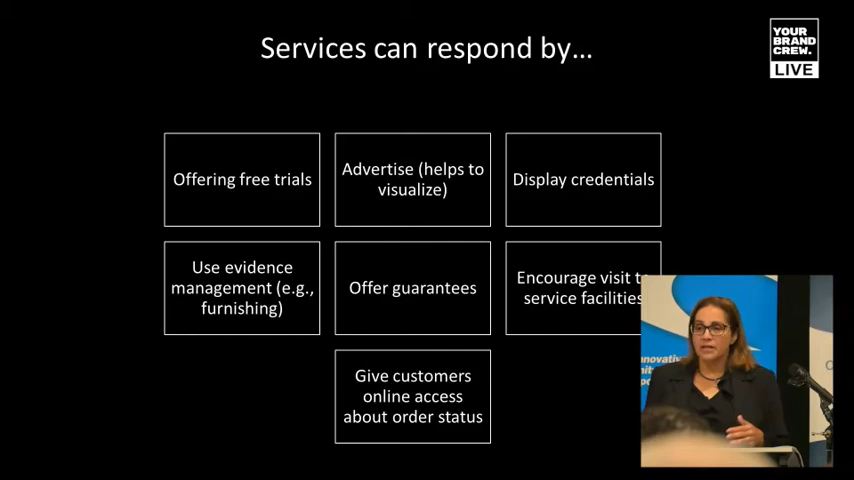 Services can respond by…
YOUR
BRAND
CREW.
LIVE
Offering free trials
Advertise (helps to
visualize)
Display credentials
Use evidence
management (e.g.,
furnishing)
Offer guarantees
Encourage visit
service facilities
Give customers
online access
about order status